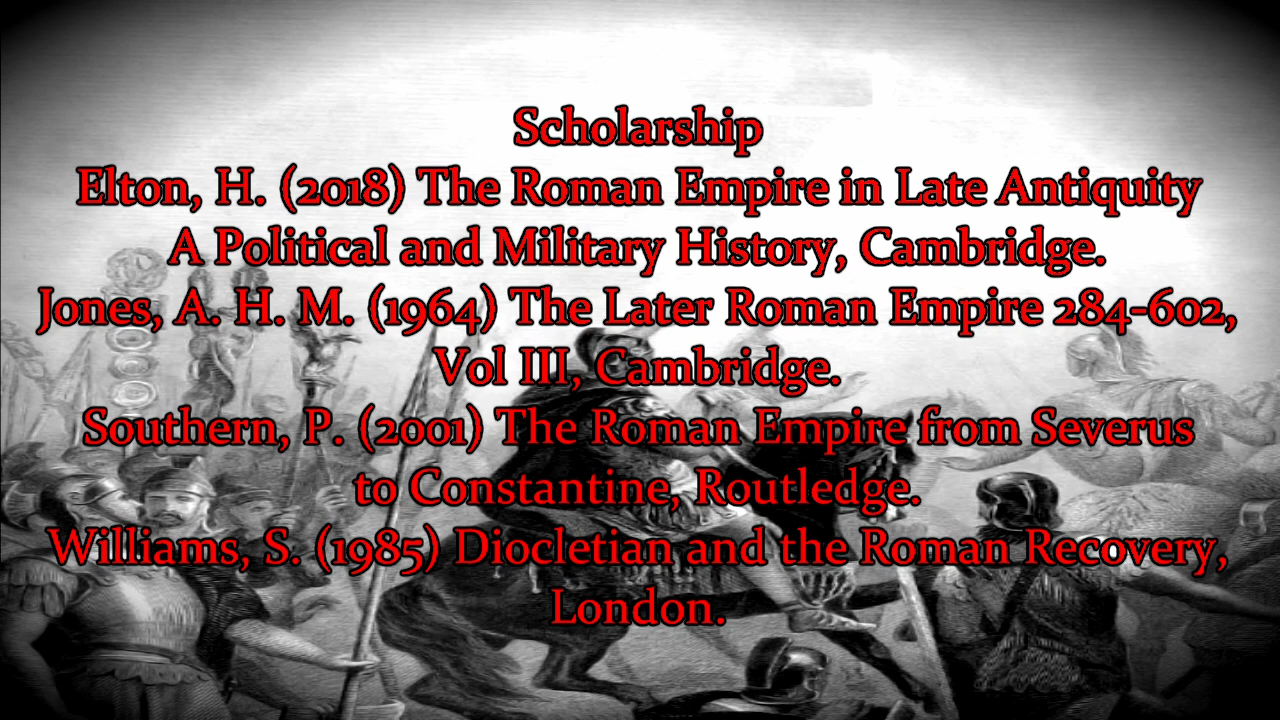 Scholarship
Elton, H. (2018) The Roman Empire in Late Antiquity
A Political and Military History, Cambridge.
Jones, A. H. M. (1964) The Later Roman Empire 284-602,
Vol III, Cambridge.
Southern, P. (2001) The Roman Empire from Severus
to Constantine, Routledge.
Williams, S. (1985) Diocletian and the Roman Recovery,
London.